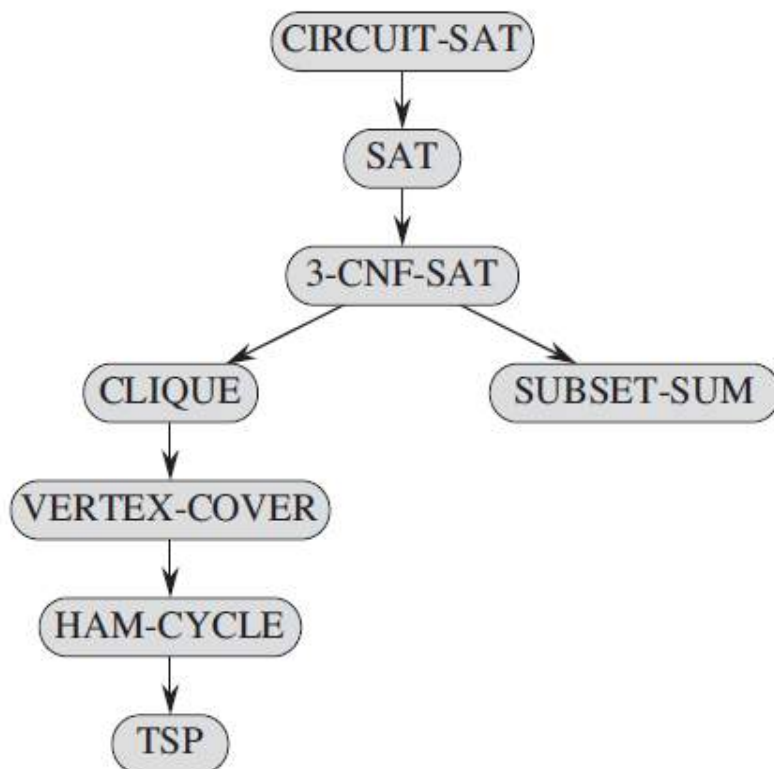 CIRCUIT-SAT
SAT
3-CNF-SAT
CLIQUE
SUBSET-SUM
VERTEX-COVER
HAM-CYCLE
TSP